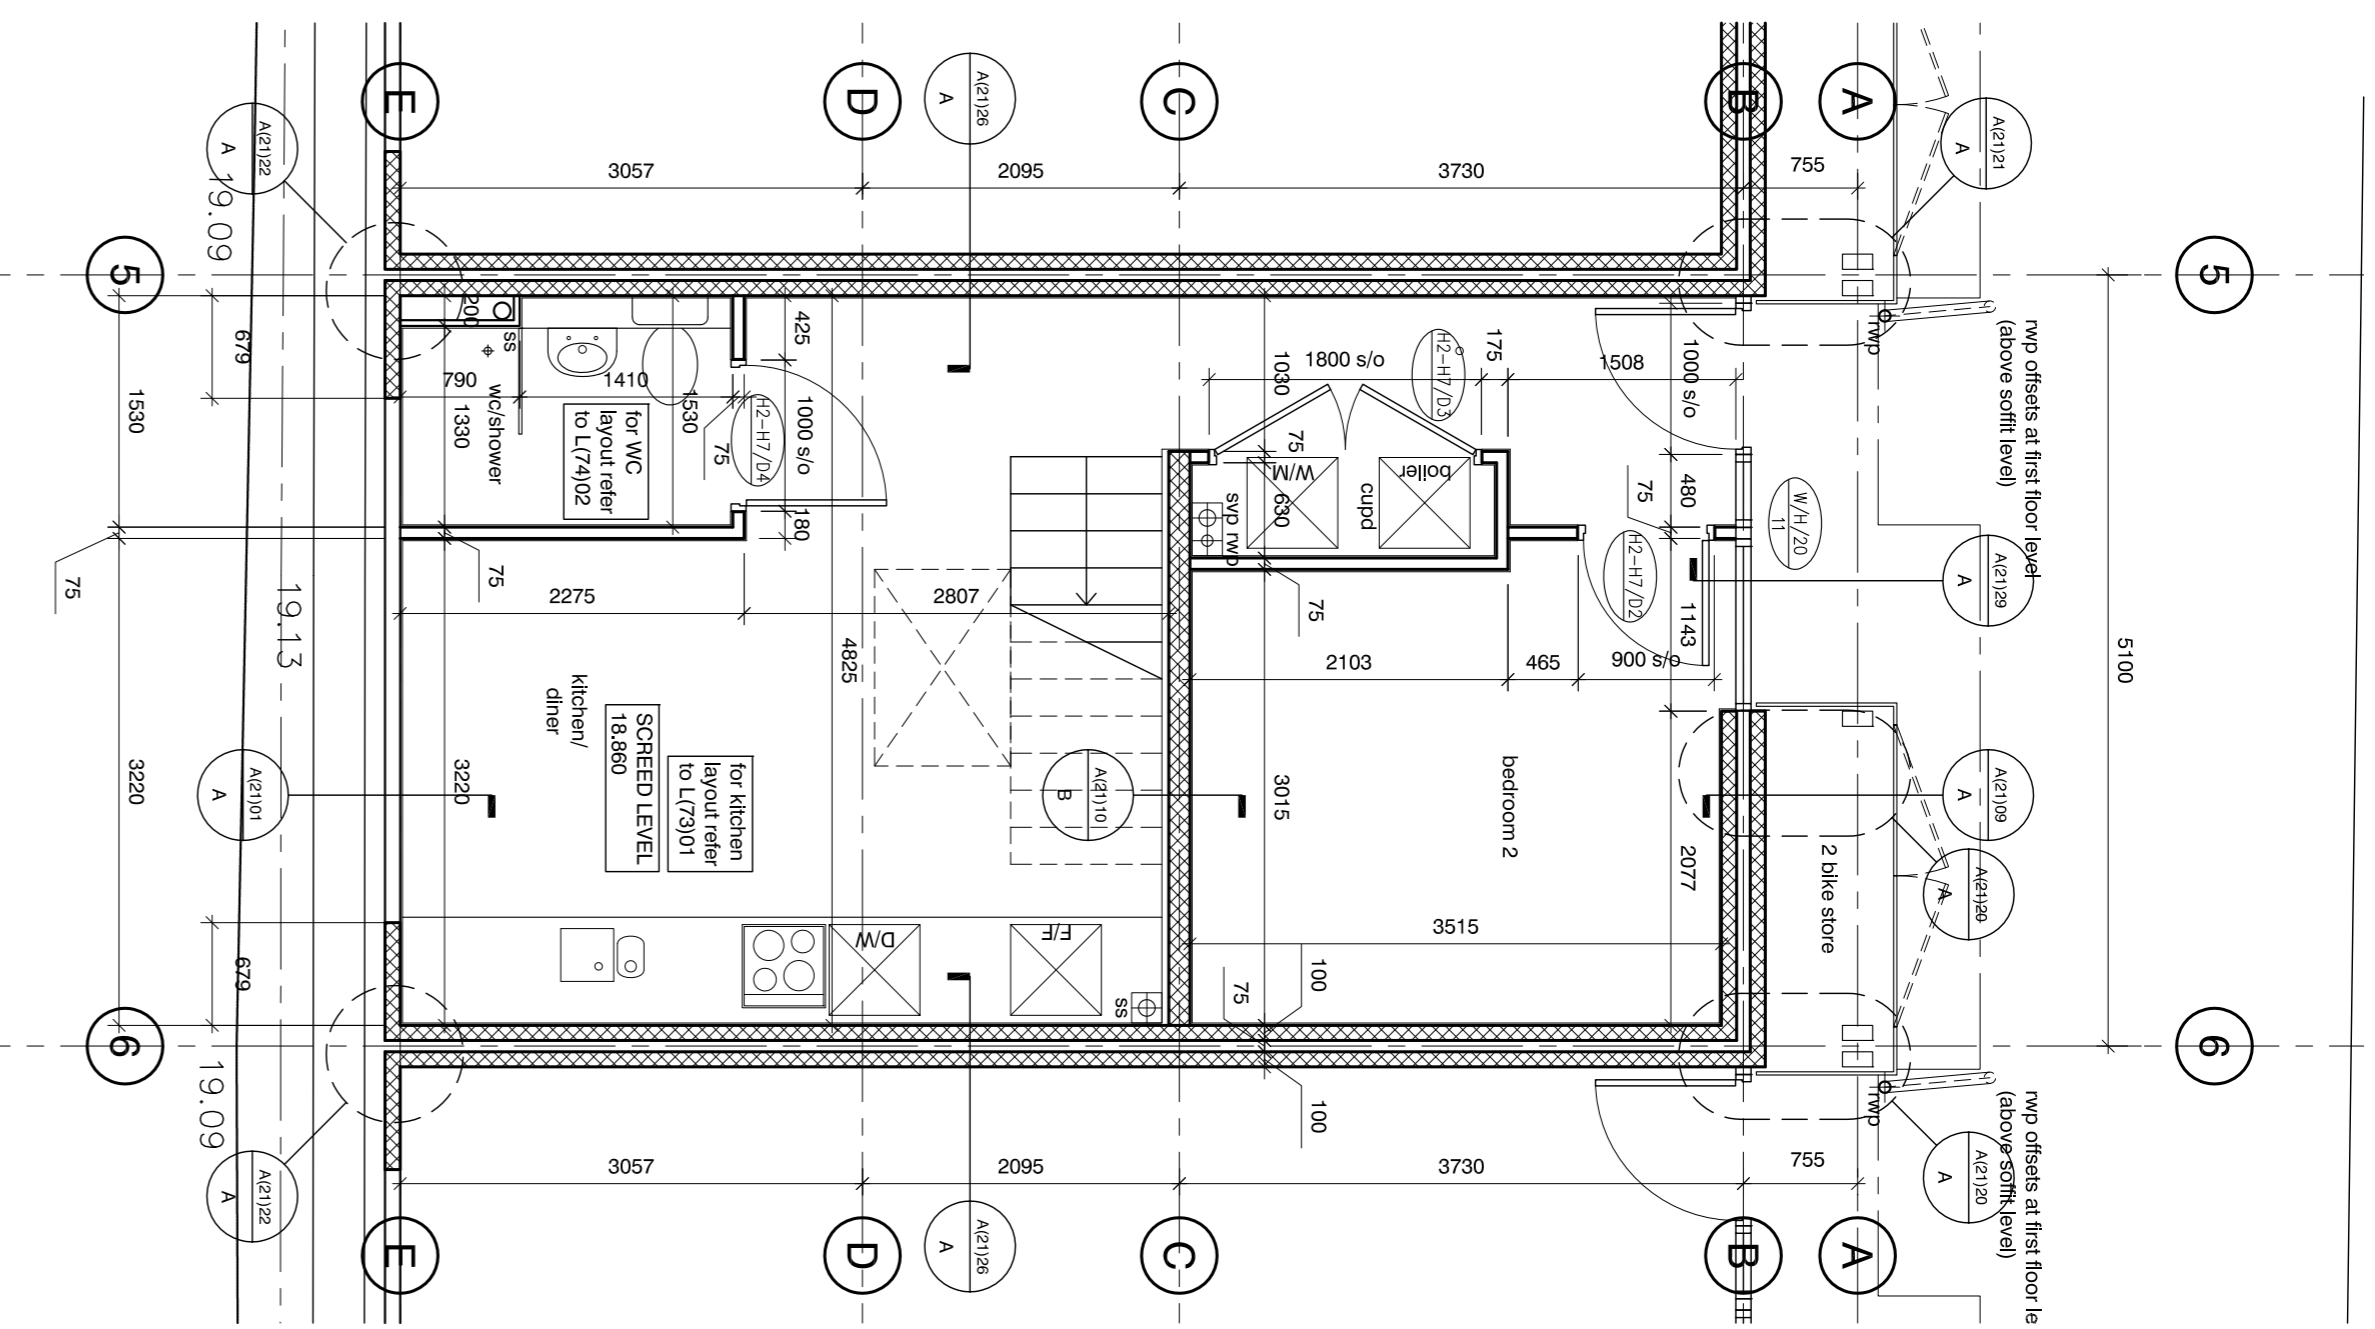 E
D
A(21)26
A
C
B
A
A(21)21
A
A(21)22
A
3057
2095
3730
755
19.09
5
5
rwp offsets at first floor level
(above soffit level)
rwp
200
ss
679
1530
790
1410
1330
1530
wc/shower
for WC
layout refer
to L(74)02
425
1000 s/o
180
75
H2-H7/D4
1030
1800 s/o
H2-H7/D3
175
1508
1000 s/o
75
W/M
630
boiler
cupd
svp rwp
480
75
W/H/20
11
H2-H7/D2
A(21)29
A
75
75
75
19.13
2275
2807
4825
2103
465
900 s/o
1143
5100
kitchen/
diner
SCREED LEVEL
18.860
for kitchen
layout refer
to L(73)01
bedroom 2
3220
A(21)01
A
3220
A(21)10
B
3015
2077
A(21)09
A
2 bike store
A(21)20
A
3515
D/W
F/F
ss
679
75
100
6
6
19.09
100
rwp
rwp offsets at first floor le
(above soffit level)
A(21)20
A
A(21)22
A
3057
2095
3730
755
E
D
A(21)26
A
C
B
A